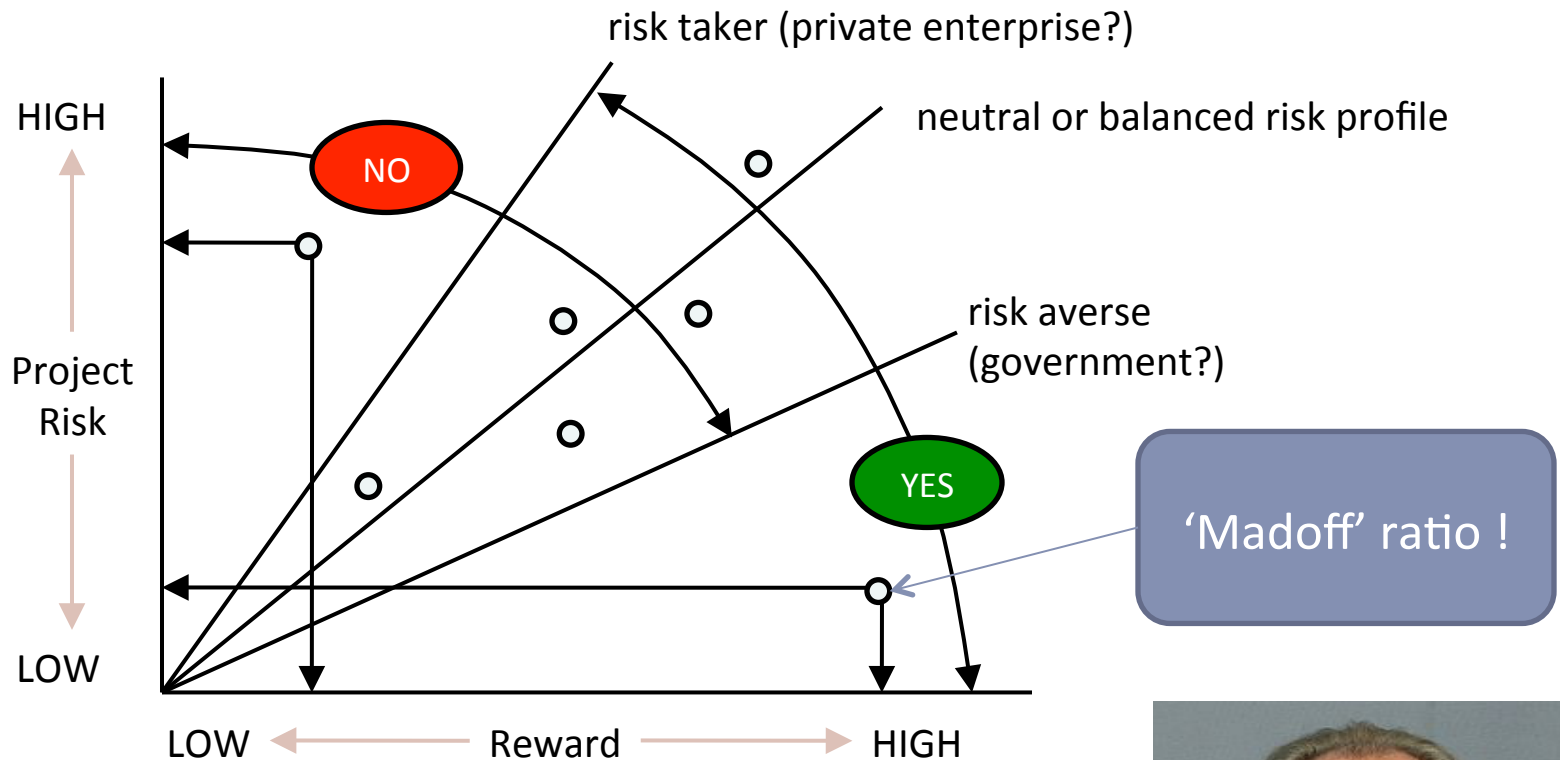 risk taker (private enterprise?)
HIGH
neutral or balanced risk profile
NO
risk averse
(government?)
Project
Risk
YES
‘Madoff’ ratio !
LOW
LOW
Reward
HIGH